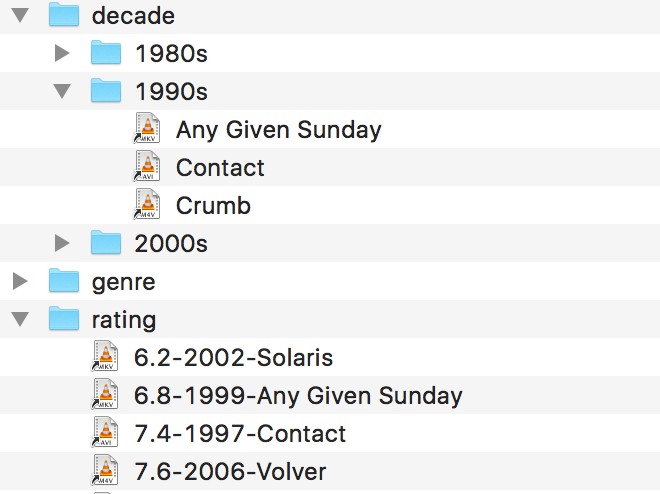 decade
1980s
1990s
MKV Any Given Sunday
AVI Contact
M4V Crumb
2000s
genre
rating
MKV 6.2-2002-Solaris
MKV 6.8-1999-Any Given Sunday
AVI 7.4-1997-Contact
M4V 7.6-2006-Volver